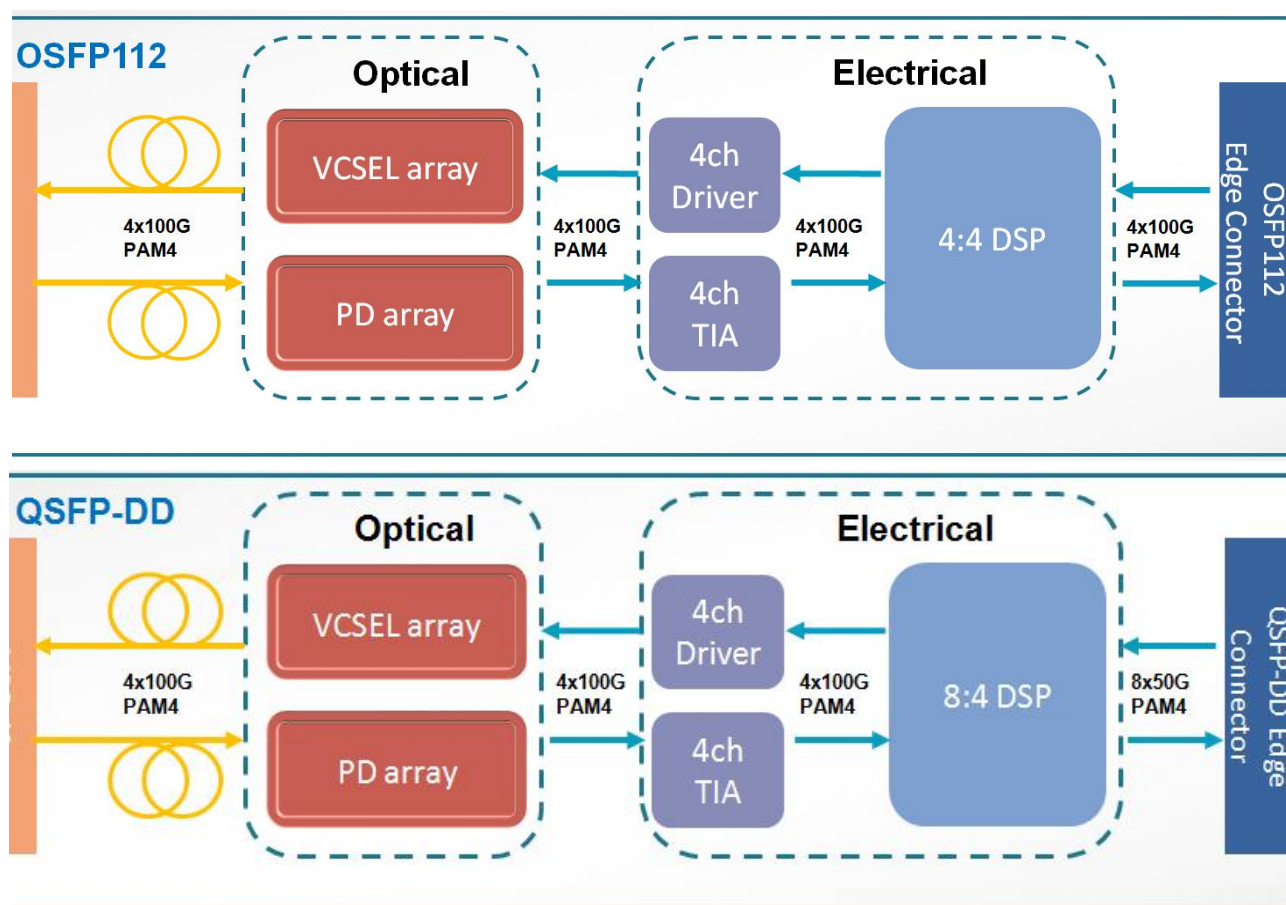 OSFP112
Optical
Electrical
VCSEL array
4ch
Driver
4x100G
PAM4
4x100G
PAM4
4x100G
PAM4
4:4 DSP
4x100G
PAM4
PD array
4ch
TIA
OSFP112
Edge Connector
QSFP-DD
Optical
Electrical
VCSEL array
4ch
Driver
4x100G
PAM4
4x100G
PAM4
4x100G
PAM4
8:4 DSP
8x50G
PAM4
PD array
4ch
TIA
QSFP-DD Edge
Connector